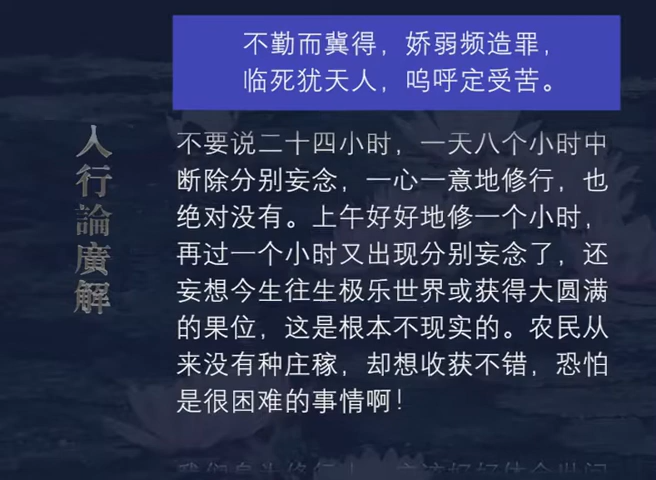 不勤而冀得，娇弱频造罪，
临死犹天人，呜呼定受苦。
入行論廣解
不要说二十四小时，一天八个小时中
断除分别妄念，一心一意地修行，也
绝对没有。上午好好地修一个小时，
再过一个小时又出现分别妄念了，还
妄想今生往生极乐世界或获得大圆满
的果位，这是根本不现实的。农民从
来没有种庄稼，却想收获不错，恐怕
是很困难的事情啊！